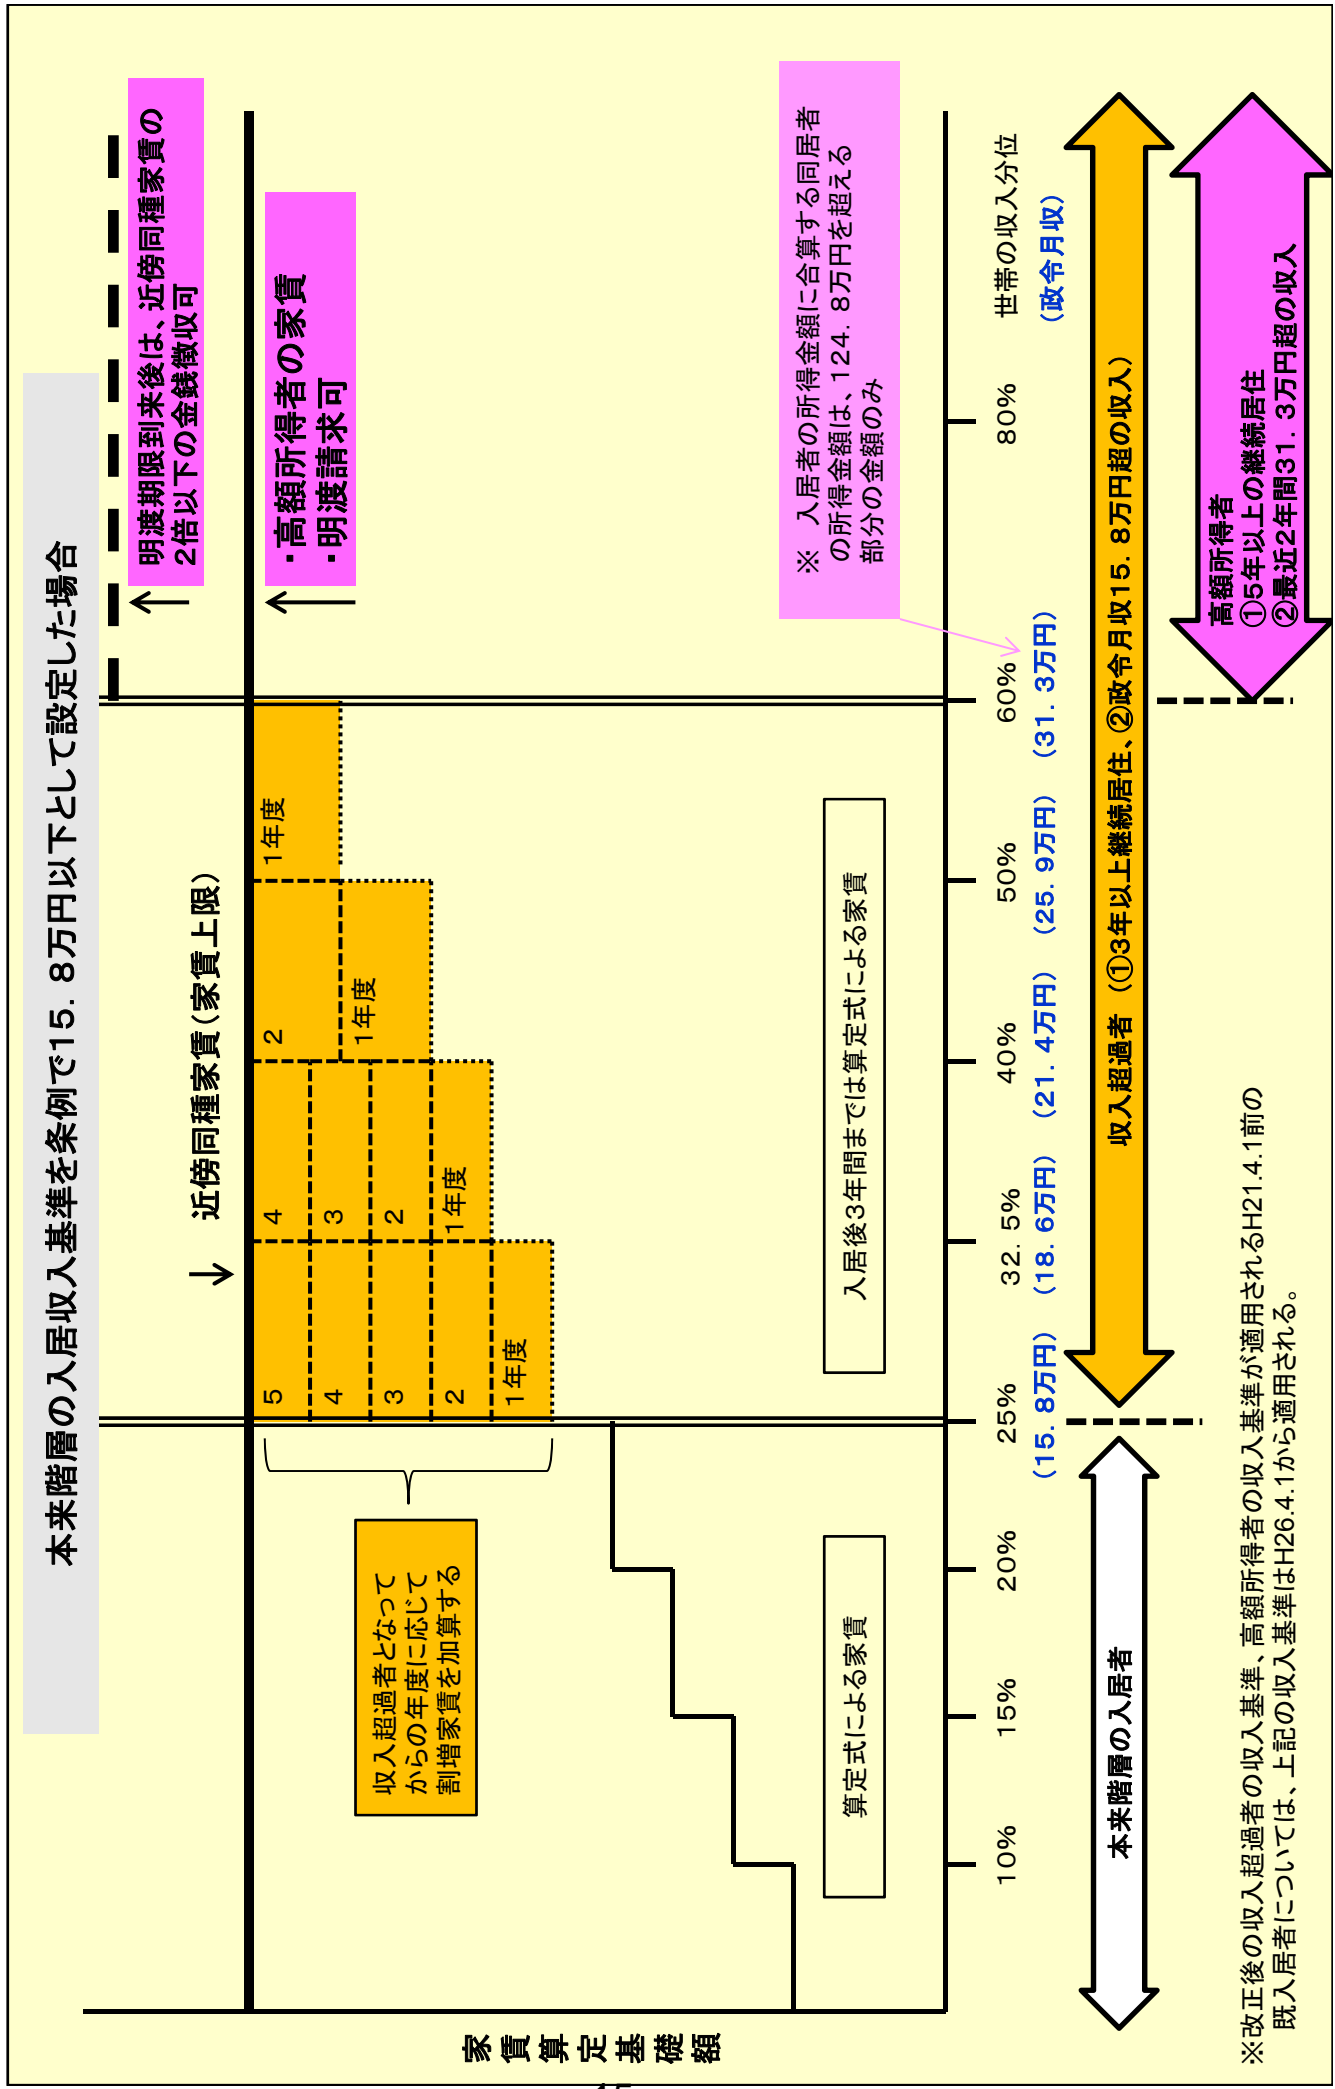 本来階層の入居収入基準を条例で１５．８万円以下として設定した場合
明渡期限到来後は、近傍同種家賃の
２倍以下の金銭徴収可
近傍同種家賃（家賃上限）
・高額所得者の家賃
・明渡請求可
5
4
3
2
1年度
4
3
2
1年度
2
1年度
1年度
収入超過者となって
からの年度に応じて
割増家賃を加算する
家賃算定基礎額
算定式による家賃
入居後３年間までは算定式による家賃
※　入居者の所得金額に合算する同居者
の所得金額は、１２４．８万円を超える
部分の金額のみ
10%
15%
20%
25%
32．5%
40%
50%
60%
80%
世帯の収入分位
（１５．８万円）
（１８．６万円）
（２１．４万円）
（２５．９万円）
（３１．３万円）
（政令月収）
本来階層の入居者
収入超過者　（①３年以上継続居住、②政令月収１５．８万円超の収入）
高額所得者
①５年以上の継続居住
②最近２年間３１．３万円超の収入
※改正後の収入超過者の収入基準、高額所得者の収入基準が適用されるH21.4.1前の
既入居者については、上記の収入基準はH26.4.1から適用される。